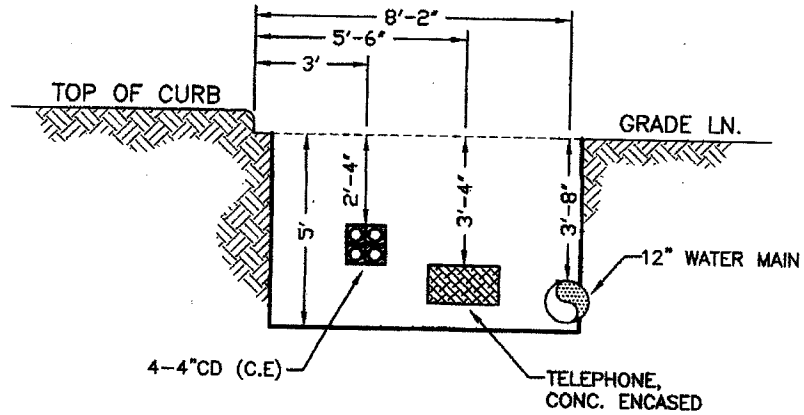 8'-2"
5'-6"
3'
TOP OF CURB
GRADE LN.
5'
2'-4"
3'-4"
3'-8"
12" WATER MAIN
4-4"CD (C.E)
TELEPHONE,
CONC. ENCASED